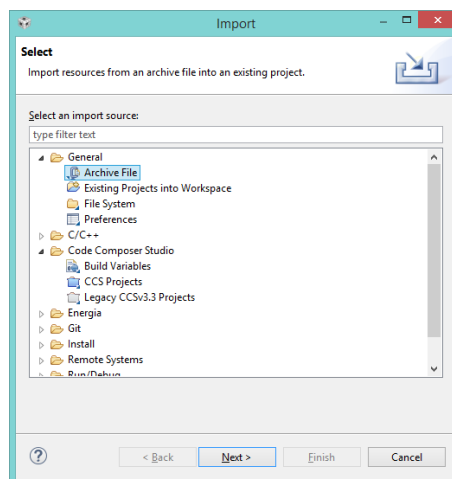 Import
Select
Import resources from an archive file into an existing project.
Select an import source:
type filter text
General
Archive File
Existing Projects into Workspace
File System
Preferences
C/C++
Code Composer Studio
Build Variables
CCS Projects
Legacy CCSv3.3 Projects
Energia
Git
Install
Remote Systems
Run/Debug
?
< Back
Next >
Finish
Cancel